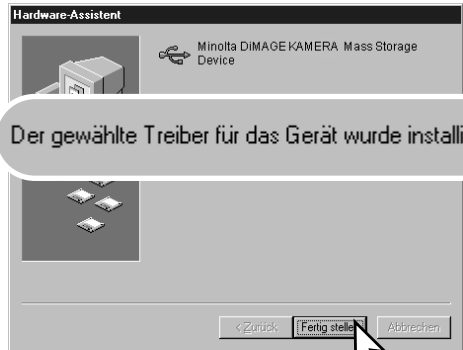 Hardware-Assistent
Minolta DiMAGE KAMERA Mass Storage
Device
Der gewählte Treiber für das Gerät wurde installi
< Zurück Fertig stelle Abbrechen